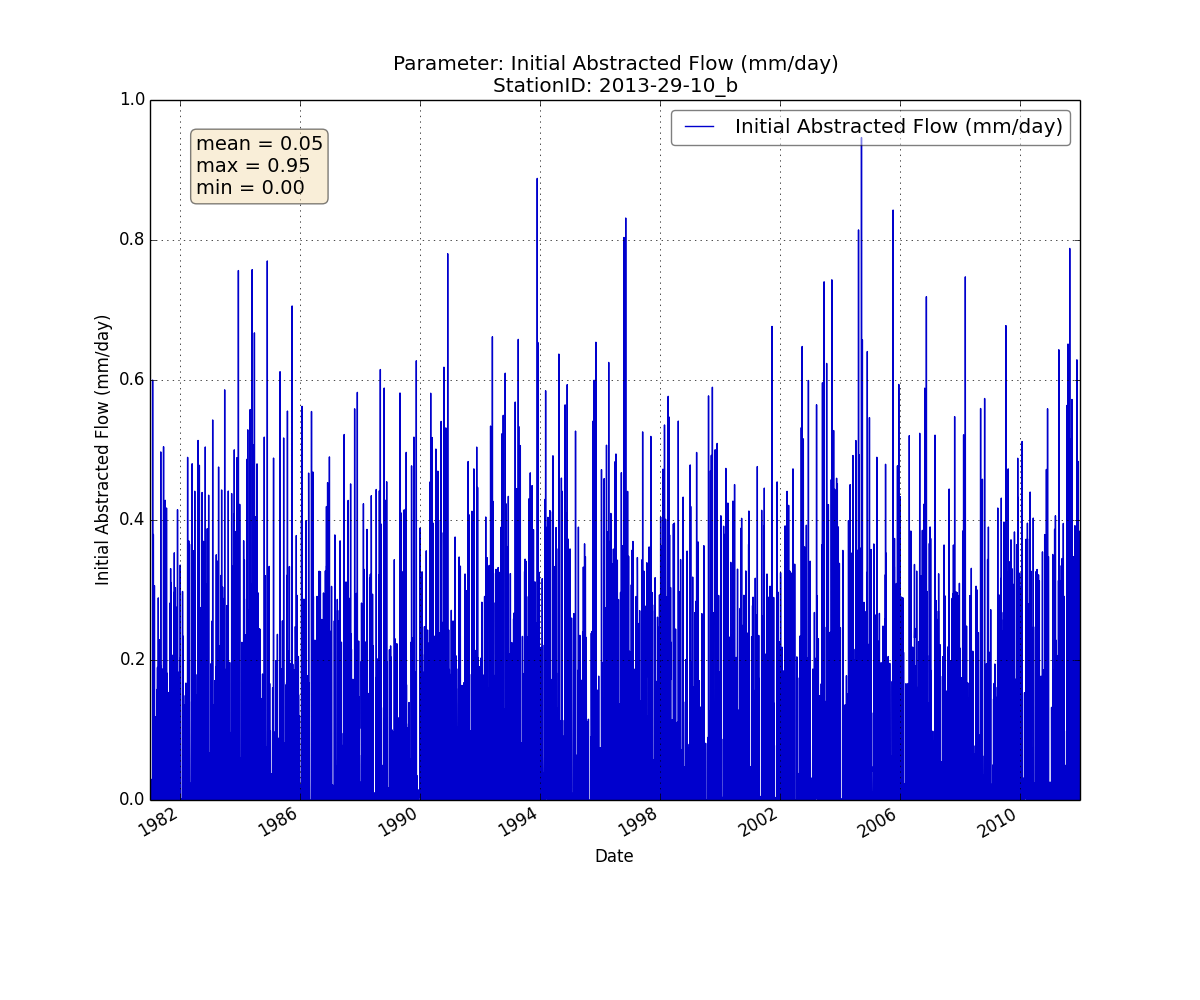 Parameter: Initial Abstracted Flow (mm/day)
StationID: 2013-29-10_b
1.0
Initial Abstracted Flow (mm/day)
mean = 0.05
max = 0.95
min = 0.00
0.8
0.6
0.4
0.2
0.0
Initial Abstracted Flow (mm/day)
1982
1986
1990
1994
1998
2002
2006
2010
Date